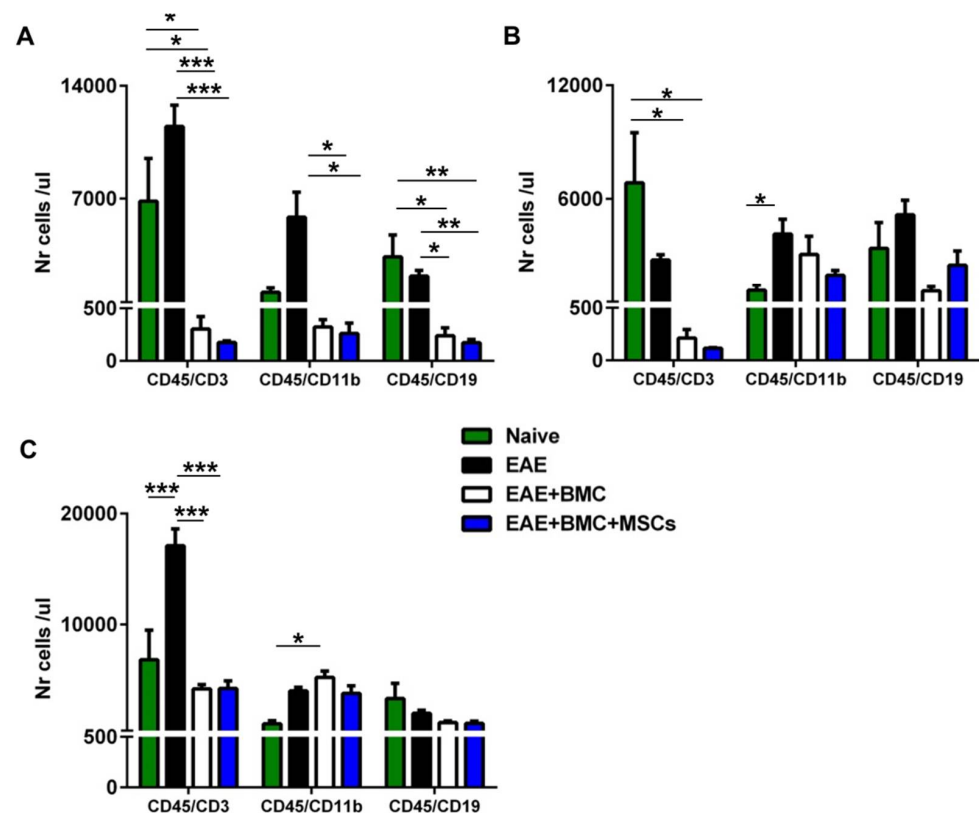 A
Nr cells /ul
14000
7000
500
0
* * *** ***
* *
** * ** *
CD45/CD3 CD45/CD11b CD45/CD19
B
Nr cells /ul
12000
6000
500
0
* *
*
CD45/CD3 CD45/CD11b CD45/CD19
C
Nr cells /ul
20000
10000
500
0
*** *** ***
*
CD45/CD3 CD45/CD11b CD45/CD19
Naive
EAE
EAE+BMC
EAE+BMC+MSCs